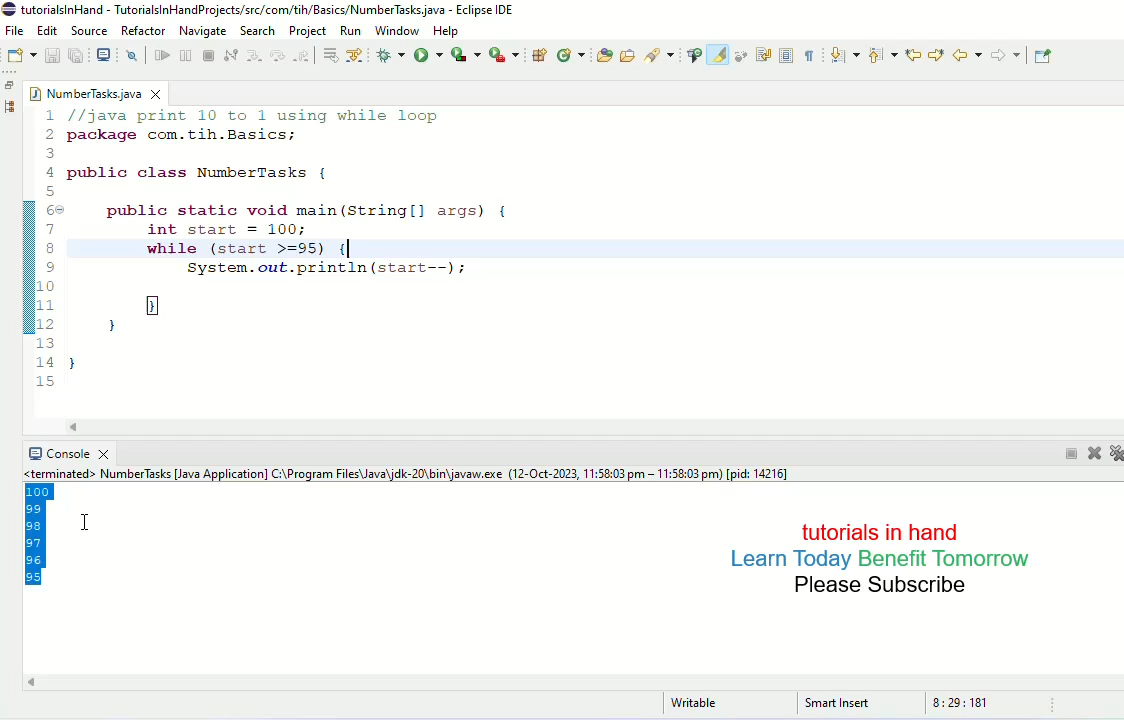 tutorialsInHand - TutorialsInHandProjects/src/com/tih/Basics/NumberTasks.java - Eclipse IDE
File Edit Source Refactor Navigate Search Project Run Window Help
NumberTasks.java
1 //java print 10 to 1 using while loop
2 package com.tih.Basics;
3
4 public class NumberTasks {
5
6 public static void main(String[] args) {
7 int start = 100;
8 while (start >=95) {
9 System.out.println(start--);
10
11 }
12 }
13
14 }
15
Console
<terminated> NumberTasks [Java Application] C:\Program Files\Java\jdk-20\bin\javaw.exe (12-Oct-2023, 11:58:03 pm – 11:58:03 pm) [pid: 14216]
100
99
98
97
96
95
tutorials in hand
Learn Today Benefit Tomorrow
Please Subscribe
Writable Smart Insert 8 : 29 : 181